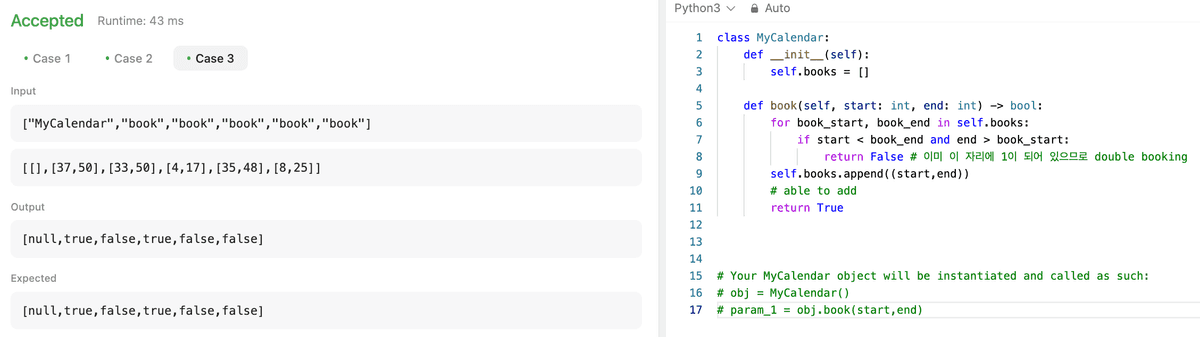 Accepted Runtime: 43 ms
• Case 1 • Case 2 • Case 3
Input
["MyCalendar","book","book","book","book","book"]
[[],[37,50],[33,50],[4,17],[35,48],[8,25]]
Output
[null,true,false,true,false,false]
Expected
[null,true,false,true,false,false]
Python3 Auto
1 class MyCalendar:
2 def __init__(self):
3 self.books = []
4
5 def book(self, start: int, end: int) -> bool:
6 for book_start, book_end in self.books:
7 if start < book_end and end > book_start:
8 return False # 이미 이 자리에 1이 되어 있으므로 double booking
9 self.books.append((start,end))
10 # able to add
11 return True
12
13
14
15 # Your MyCalendar object will be instantiated and called as such:
16 # obj = MyCalendar()
17 # param_1 = obj.book(start,end)